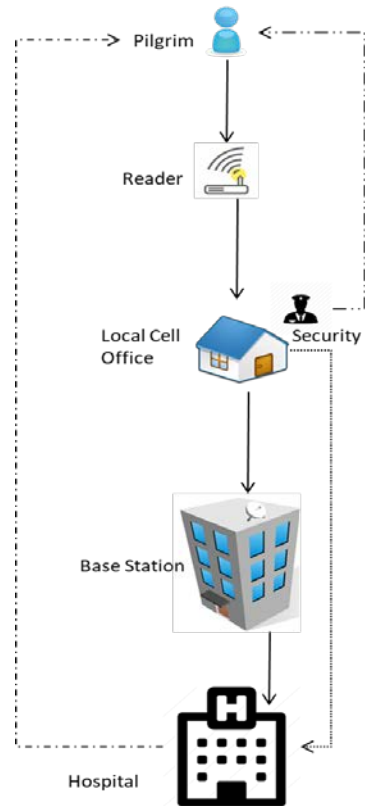 Pilgrim
Reader
Local Cell
Office
Security
Base Station
H
Hospital